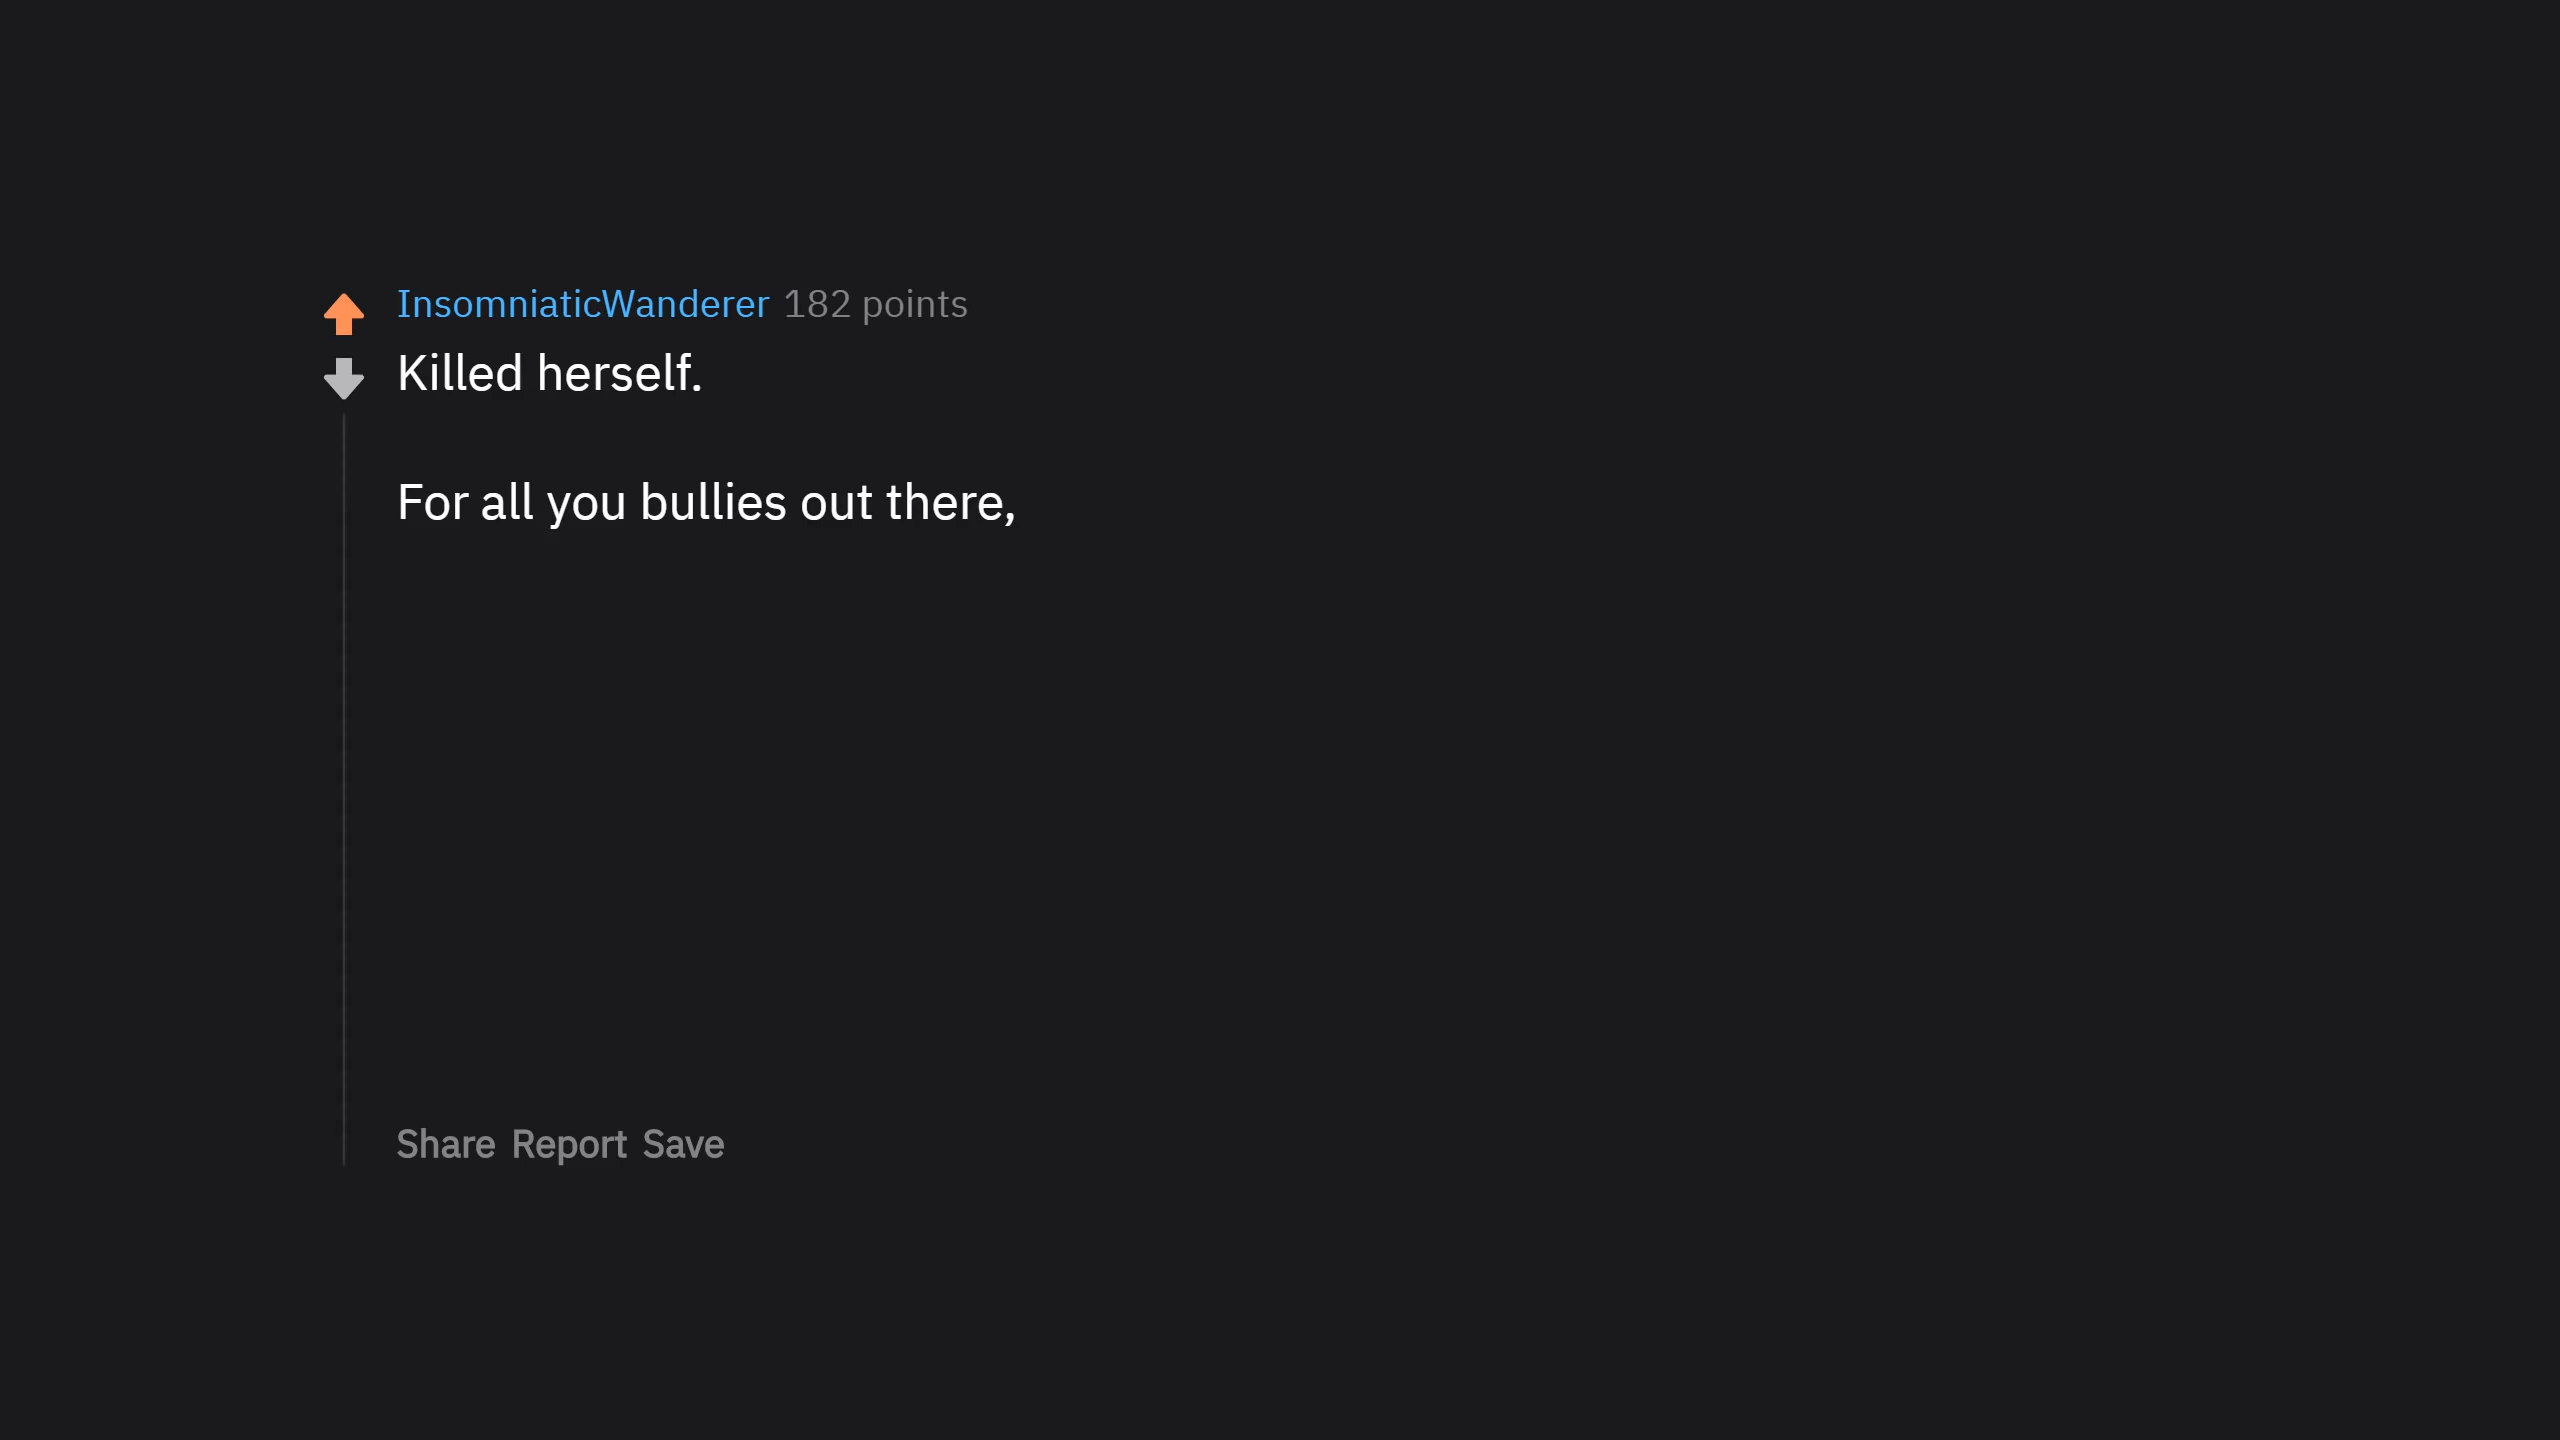 InsomniaticWanderer 182 points
Killed herself.
For all you bullies out there,
Share Report Save